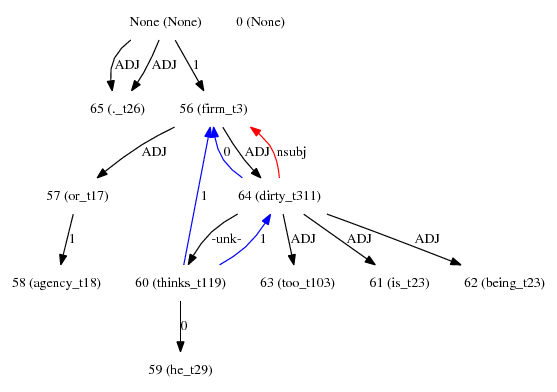 None (None) 0 (None)
ADJ ADJ 1
65 (._t26) 56 (firm_t3)
ADJ 0 ADJ nsubj
57 (or_t17) 1 64 (dirty_t311)
1 -unk- 1 ADJ ADJ ADJ
58 (agency_t18) 60 (thinks_t119) 63 (too_t103) 61 (is_t23) 62 (being_t23)
0
59 (he_t29)